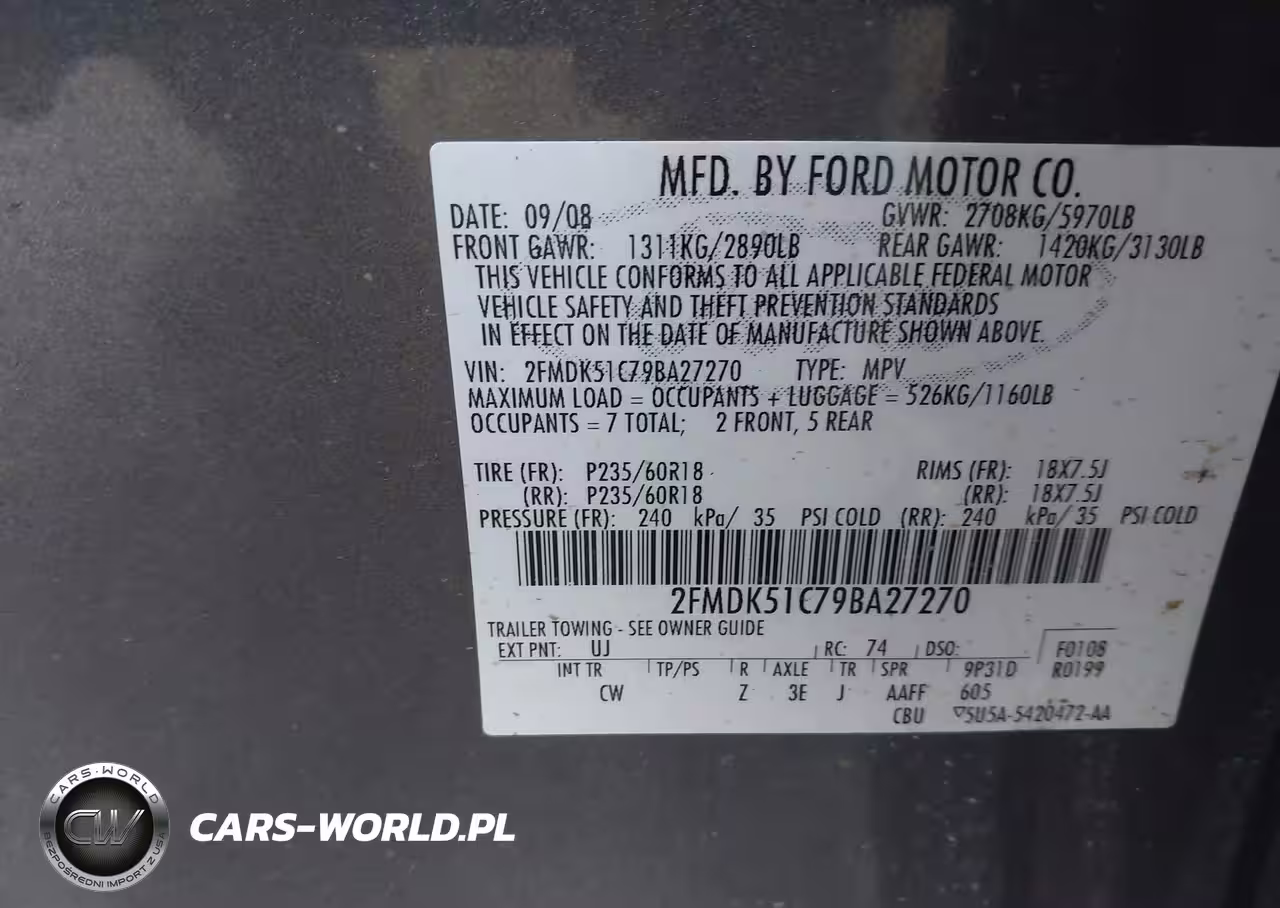 MFD. BY FORD MOTOR CO.
DATE: 09/08 GVWR: 2708KG/5970LB
FRONT GAWR: 1311KG/2890LB REAR GAWR: 1420KG/3130LB
THIS VEHICLE CONFORMS TO ALL APPLICABLE FEDERAL MOTOR
VEHICLE SAFETY AND THEFT PREVENTION STANDARDS
IN EFFECT ON THE DATE OF MANUFACTURE SHOWN ABOVE.
VIN: 2FMDK51C79BA27270 TYPE: MPV
MAXIMUM LOAD = OCCUPANTS + LUGGAGE = 526KG/1160LB
OCCUPANTS = 7 TOTAL; 2 FRONT, 5 REAR
TIRE (FR): P235/60R18 RIMS (FR): 18X7.5J
(RR): P235/60R18 (RR): 18X7.5J
PRESSURE (FR): 240 kPa/ 35 PSI COLD (RR): 240 kPa/ 35 PSI COLD
2FMDK51C79BA27270
TRAILER TOWING - SEE OWNER GUIDE
EXT PNT: UJ RC: 74 DSO: F0108
INT TR TP/PS R AXLE TR SPR 9P31D R0199
CW Z 3E J AAFF 605
CBU ▽5U5A-5420472-AA
CARS-WORLD
CW
BEZPOŚREDNI IMPORT Z USA
CARS-WORLD.PL